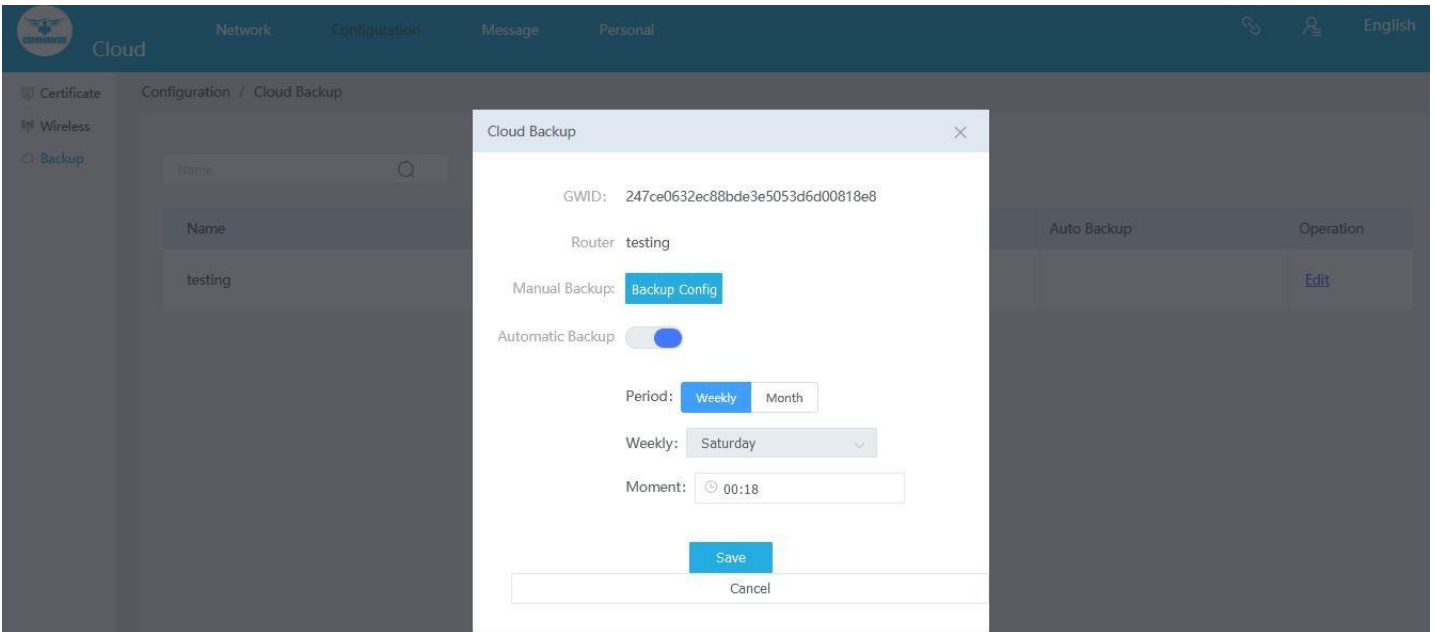 Cloud
Network
Configuration
Message
Personal
English
Certificate
Wireless
Backup
Configuration / Cloud Backup
Name
Name
Auto Backup
Operation
testing
Edit
Cloud Backup
GWID: 247ce0632ec88bde3e5053d6d00818e8
Router testing
Manual Backup: Backup Config
Automatic Backup
Period: Weekly Month
Weekly: Saturday
Moment: 00:18
Save
Cancel